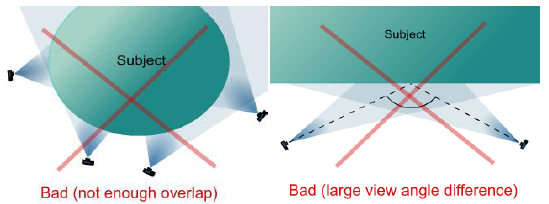 Subject
Bad (not enough overlap)
Subject
Bad (large view angle difference)